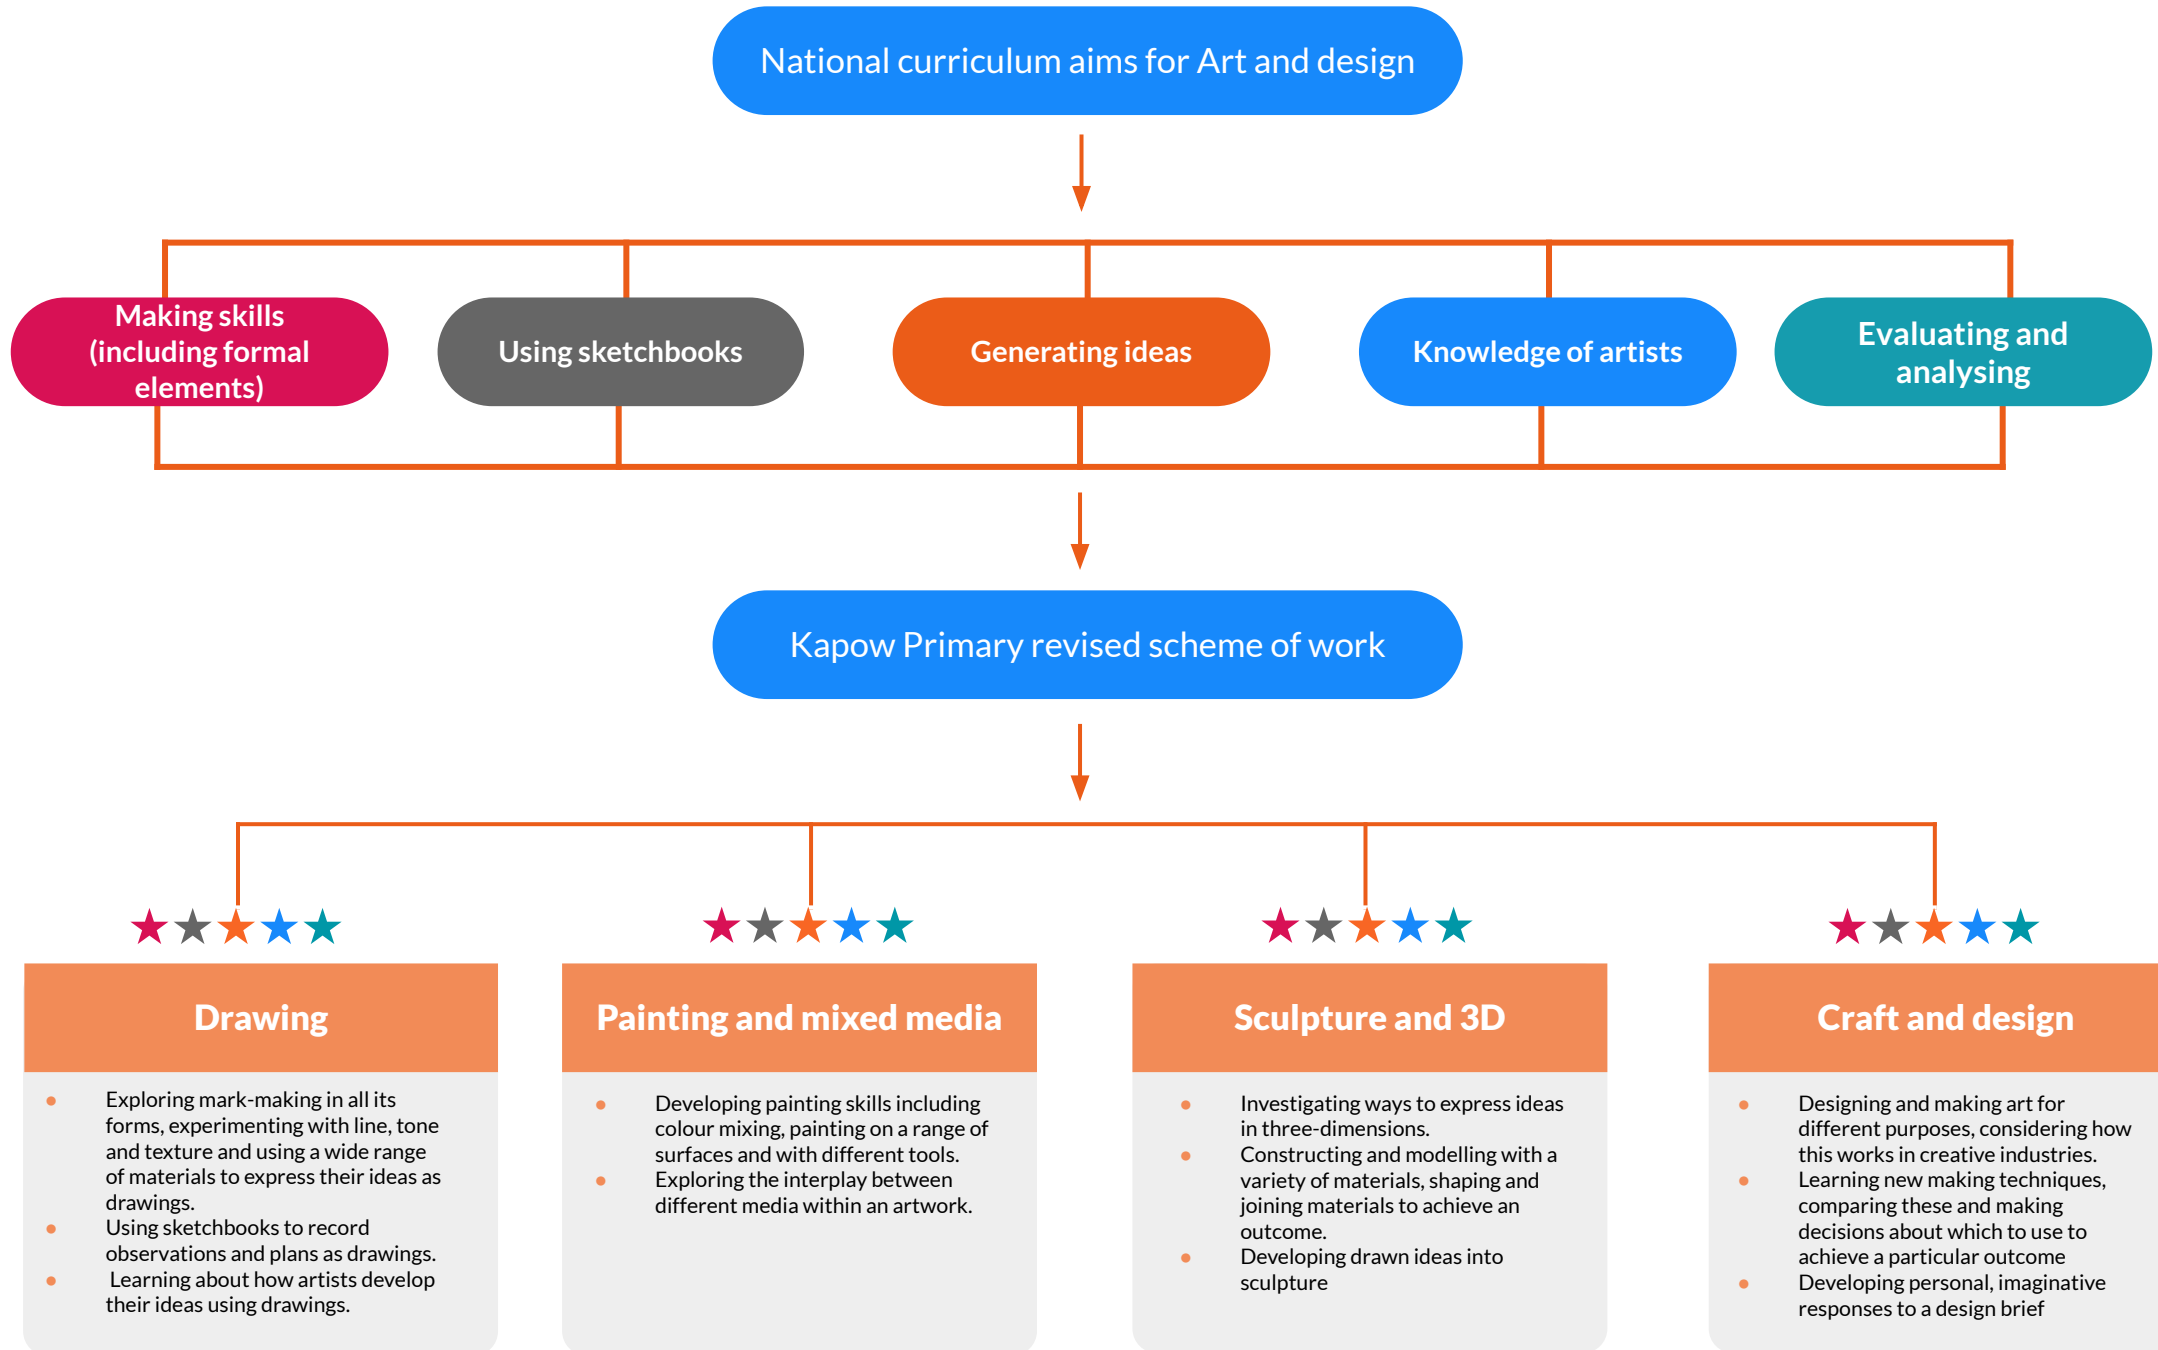 National curriculum aims for Art and design
Making skills
(including formal
elements)
Using sketchbooks
Generating ideas
Knowledge of artists
Evaluating and
analysing
Kapow Primary revised scheme of work
Drawing
● Exploring mark-making in all its
forms, experimenting with line, tone
and texture and using a wide range
of materials to express their ideas as
drawings.
● Using sketchbooks to record
observations and plans as drawings.
● Learning about how artists develop
their ideas using drawings.
Painting and mixed media
● Developing painting skills including
colour mixing, painting on a range of
surfaces and with different tools.
● Exploring the interplay between
different media within an artwork.
Sculpture and 3D
● Investigating ways to express ideas
in three-dimensions.
● Constructing and modelling with a
variety of materials, shaping and
joining materials to achieve an
outcome.
● Developing drawn ideas into
sculpture
Craft and design
● Designing and making art for
different purposes, considering how
this works in creative industries.
● Learning new making techniques,
comparing these and making
decisions about which to use to
achieve a particular outcome
● Developing personal, imaginative
responses to a design brief